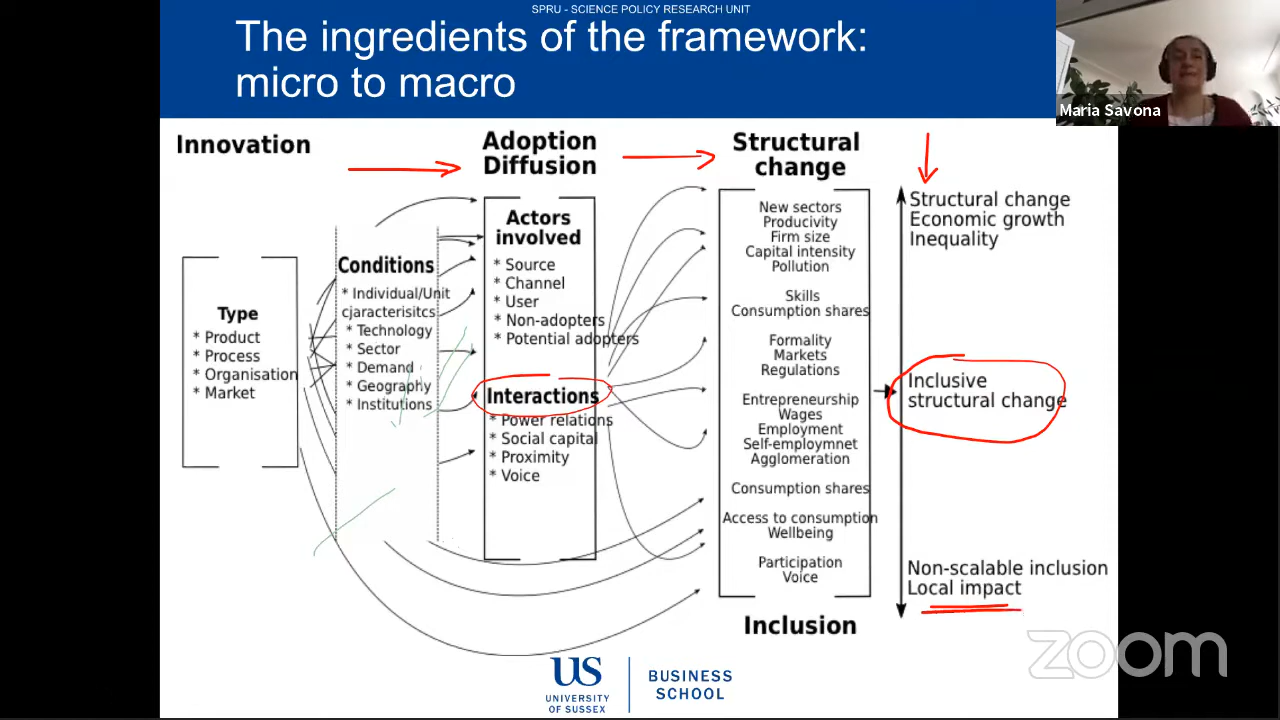 SPRU - SCIENCE POLICY RESEARCH UNIT
The ingredients of the framework:
micro to macro
Maria Savona
Innovation
Type
* Product
* Process
* Organisation
* Market
Conditions
* Individual/Unit
cjaracterisitcs
* Technology
* Sector
* Demand
* Geography
* Institutions
Adoption
Diffusion
Actors
involved
* Source
* Channel
* User
* Non-adopters
* Potential adopters
Interactions
* Power relations
* Social capital
* Proximity
* Voice
Structural
change
New sectors
Producivity
Firm size
Capital intensity
Pollution
Skills
Consumption shares
Formality
Markets
Regulations
Entrepreneurship
Wages
Employment
Self-employmnet
Agglomeration
Consumption shares
Access to consumption
Wellbeing
Participation
Voice
Inclusion
Structural change
Economic growth
Inequality
Inclusive
structural change
Non-scalable inclusion
Local impact
US
UNIVERSITY
OF SUSSEX
BUSINESS
SCHOOL
zoom